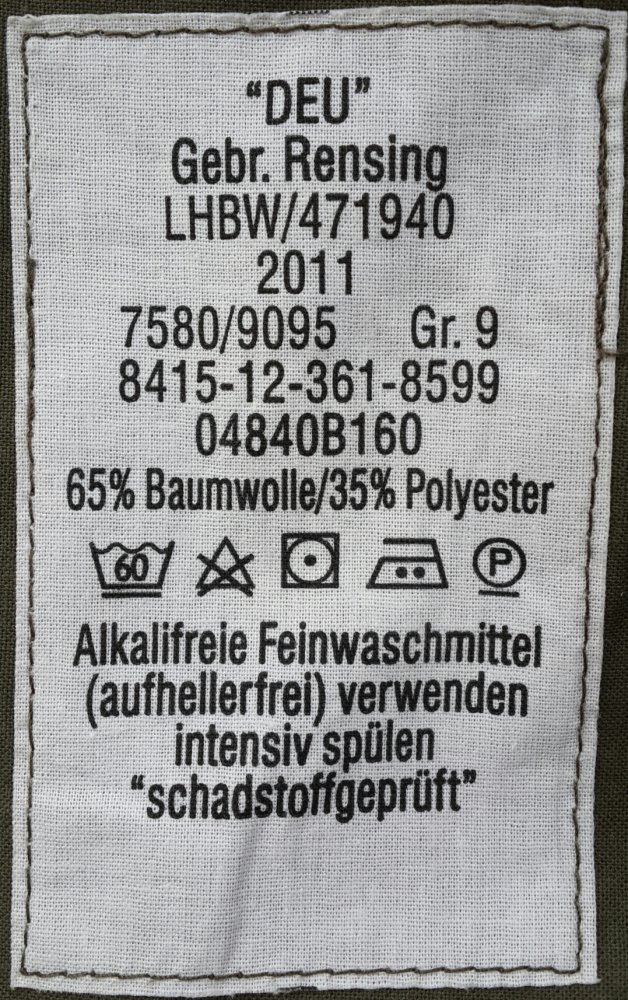 “DEU”
Gebr. Rensing
LHBW/471940
2011
7580/9095 Gr. 9
8415-12-361-8599
04840B160
65% Baumwolle/35% Polyester
60 P
Alkalifreie Feinwaschmittel
(aufhellerfrei) verwenden
intensiv spülen
“schadstoffgeprüft”